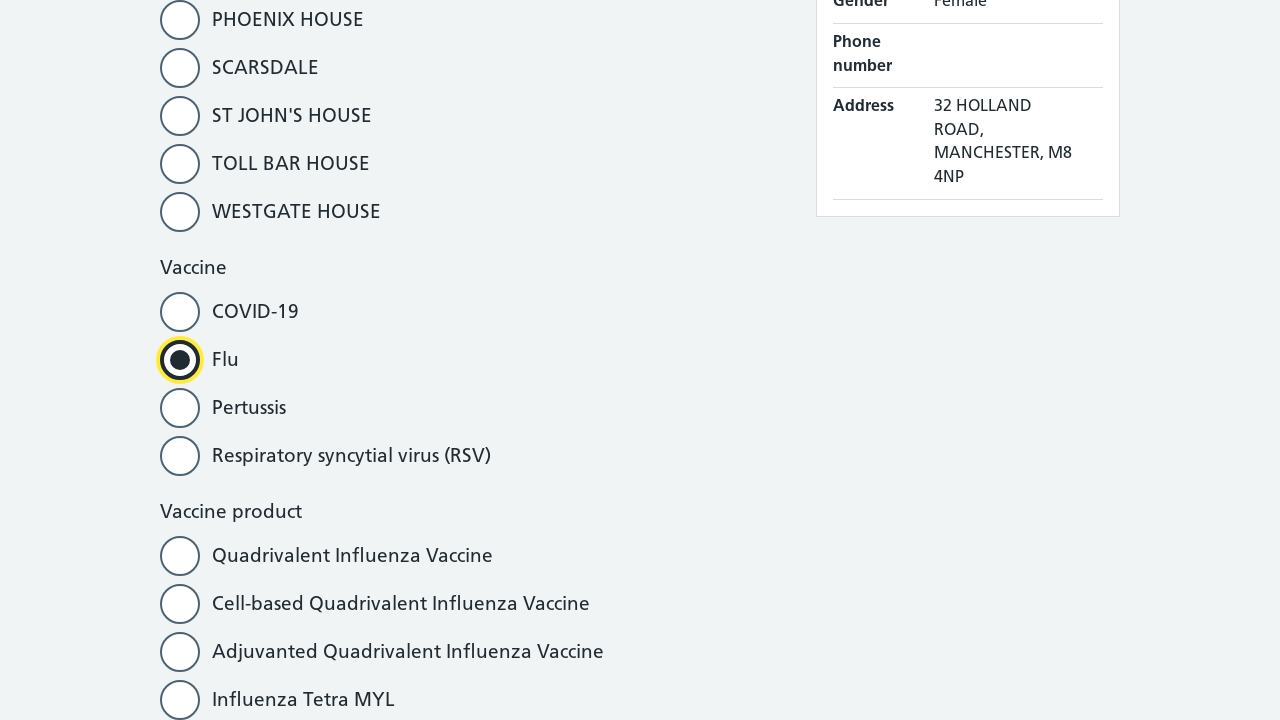 PHOENIX HOUSE
SCARSDALE
ST JOHN'S HOUSE
TOLL BAR HOUSE
WESTGATE HOUSE
Vaccine
COVID-19
Flu
Pertussis
Respiratory syncytial virus (RSV)
Vaccine product
Quadrivalent Influenza Vaccine
Cell-based Quadrivalent Influenza Vaccine
Adjuvanted Quadrivalent Influenza Vaccine
Influenza Tetra MYL
Gender Female
Phone
number
Address 32 HOLLAND
ROAD,
MANCHESTER, M8
4NP